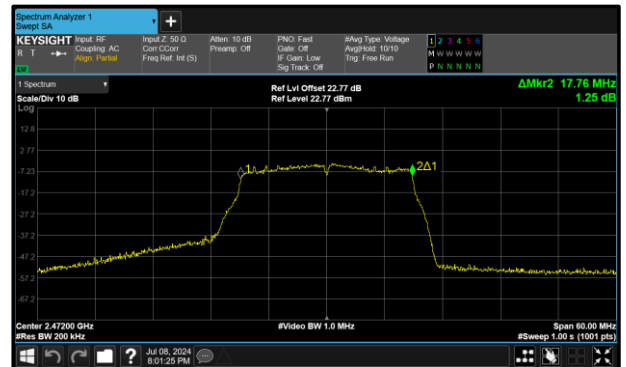 Spectrum Analyzer 1
Swept SA
+
KEYSIGHT
R T
LXI
Input: RF
Coupling: AC
Align: Partial
Input Z: 50 Ω
Corr CCorr
Freq Ref: Int (S)
Atten: 10 dB
Preamp: Off
PNO: Fast
Gate: Off
IF Gain: Low
Sig Track: Off
#Avg Type: Voltage
Avg|Hold: 10/10
Trig: Free Run
1 2 3 4 5 6
M W W W W W
P N N N N N
1 Spectrum
Scale/Div 10 dB
Ref Lvl Offset 22.77 dB
Ref Level 22.77 dBm
ΔMkr2 17.76 MHz
1.25 dB
Log
12.8
2.77
-7.23
-17.2
-27.2
-37.2
-47.2
-57.2
-67.2
1
2Δ1
Center 2.47200 GHz
#Res BW 200 kHz
#Video BW 1.0 MHz
Span 60.00 MHz
#Sweep 1.00 s (1001 pts)
?
Jul 08, 2024
8:01:25 PM